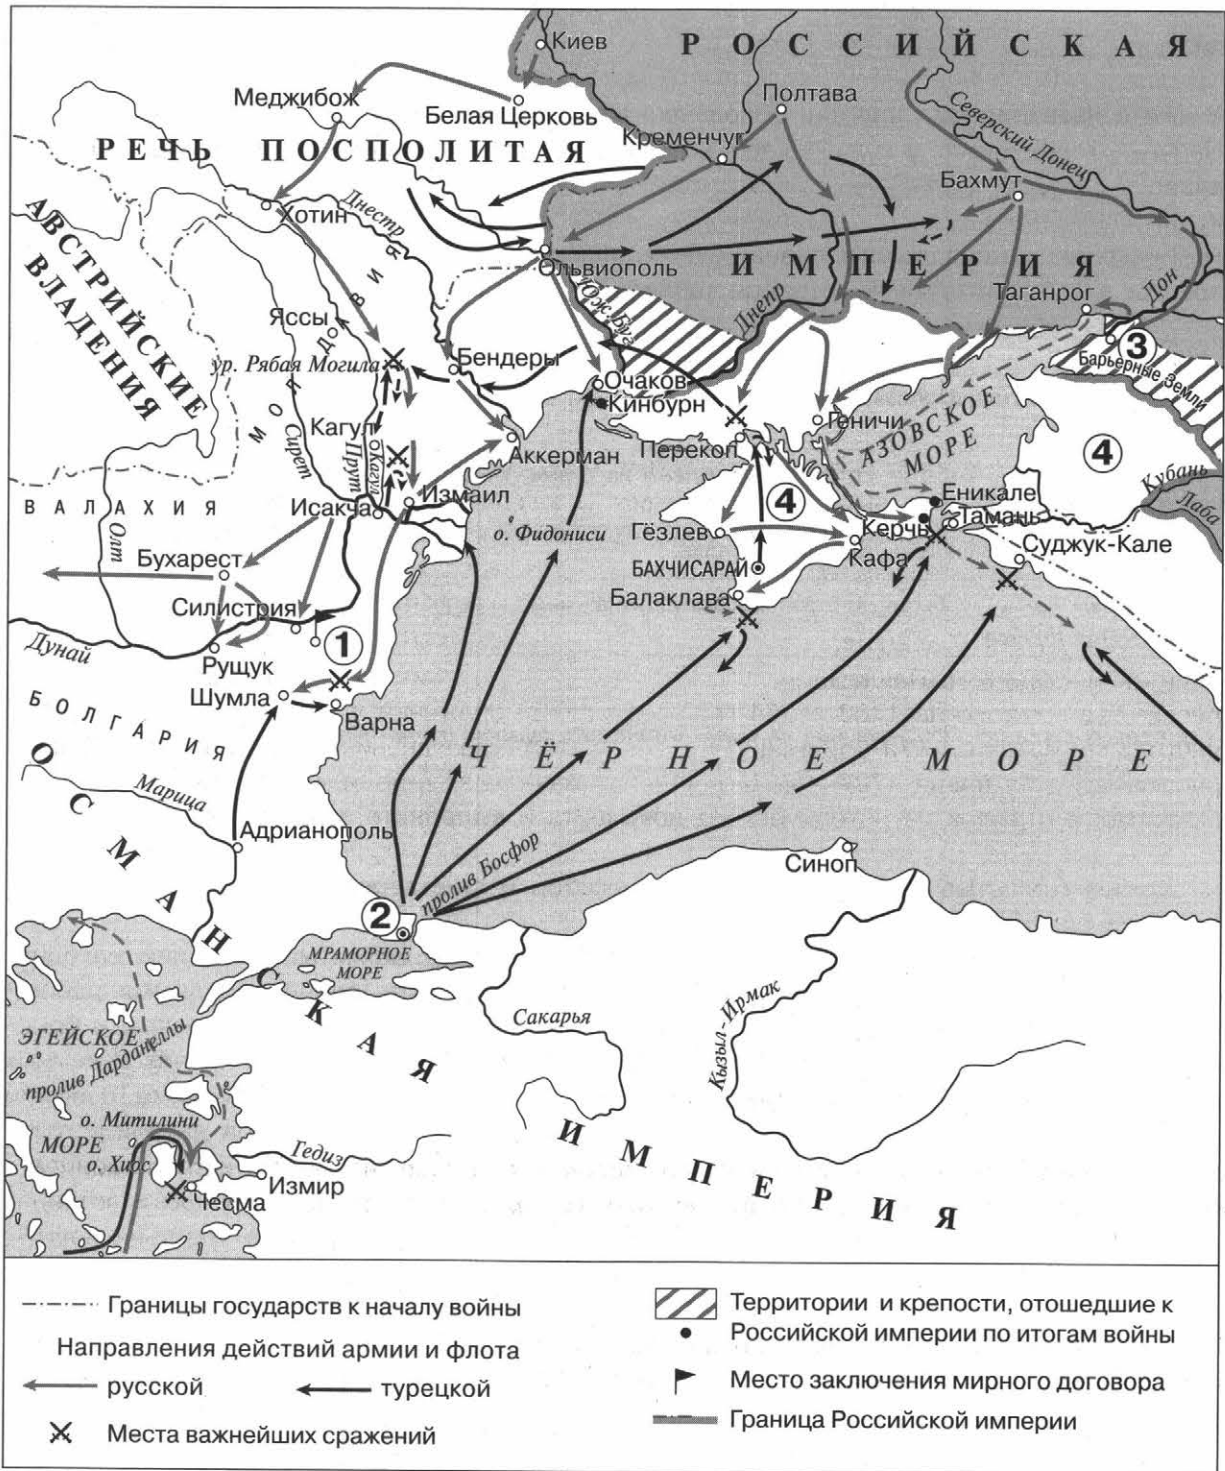 Киев
РОССИЙСКАЯ
Меджибож
Белая Церковь
Полтава
Северский Донец
Кременчуг
РЕЧЬ ПОСПОЛИТАЯ
Бахмут
АВСТРИЙСКИЕ
ВЛАДЕНИЯ
Хотин
Днестр
Ольвиополь
ИМПЕРИЯ
Юж. Буг
Днепр
Таганрог
Дон
3
Барьерные Земли
МОЛДОВИЯ
Яссы
ур. Рябая Могила
Бендеры
Очаков
Кинбурн
Геничи
АЗОВСКОЕ
МОРЕ
4
Кагул
Сирет
Прут
Кагул
Аккерман
Перекоп
Кубань
Лаба
ВАЛАХИЯ
Олт
Исакча
Измаил
о. Фидониси
4
Гёзлев
Еникале
Керчь
Тамань
Кафа
Суджук-Кале
Бухарест
БАХЧИСАРАЙ
Балаклава
Силистрия
Дунай
1
Рущук
Шумла
Варна
БОЛГАРИЯ
ЧЁРНОЕ МОРЕ
Марица
Адрианополь
пролив Босфор
Синоп
2
МРАМОРНОЕ
МОРЕ
ОСМАНСКАЯ
ИМПЕРИЯ
Сакарья
Кызыл-Ирмак
ЭГЕЙСКОЕ
МОРЕ
пролив Дарданеллы
о. Митилини
о. Хиос
Гедиз
Измир
Чесма
Границы государств к началу войны
Направления действий армии и флота
русской
турецкой
Места важнейших сражений
Территории и крепости, отошедшие к
Российской империи по итогам войны
Место заключения мирного договора
Граница Российской империи